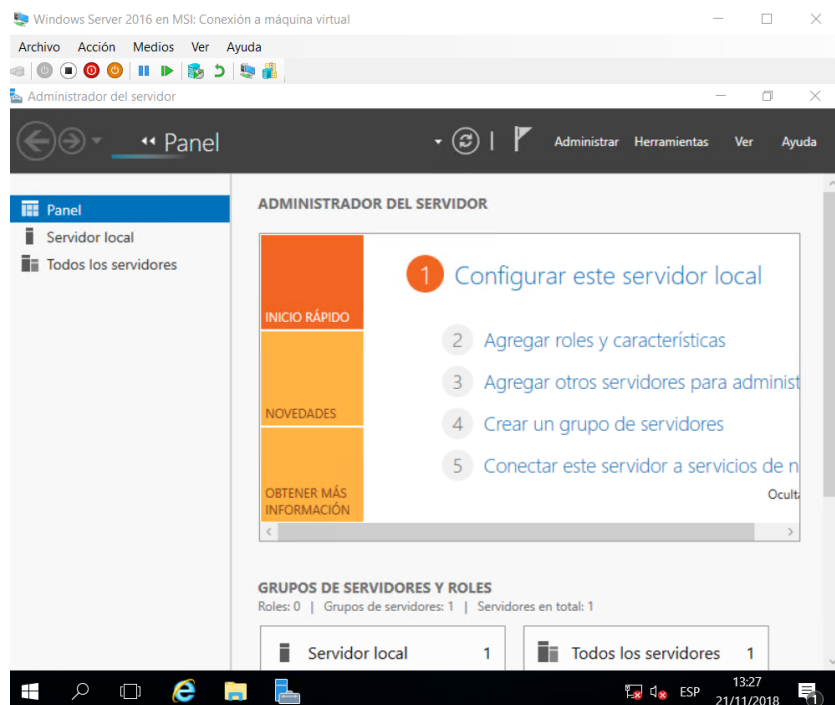 Windows Server 2016 en MSI: Conexión a máquina virtual
Archivo Acción Medios Ver Ayuda
Administrador del servidor
Panel
Administrar Herramientas Ver Ayuda
Panel
Servidor local
Todos los servidores
ADMINISTRADOR DEL SERVIDOR
INICIO RÁPIDO
NOVEDADES
OBTENER MÁS
INFORMACIÓN
1 Configurar este servidor local
2 Agregar roles y características
3 Agregar otros servidores para administ
4 Crear un grupo de servidores
5 Conectar este servidor a servicios de n
Oculta
GRUPOS DE SERVIDORES Y ROLES
Roles: 0 | Grupos de servidores: 1 | Servidores en total: 1
Servidor local 1
Todos los servidores 1
ESP
13:27
21/11/2018
1